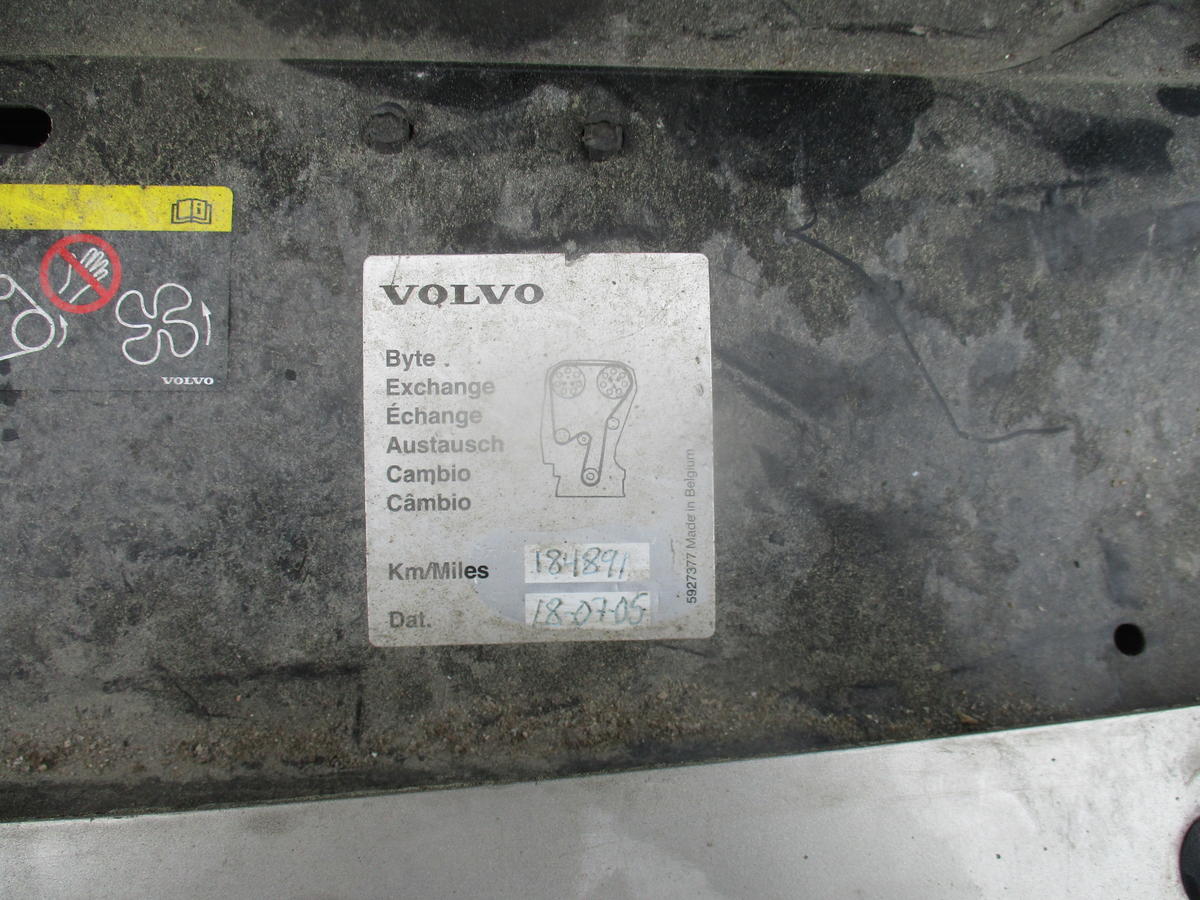 VOLVO
VOLVO
Byte
Exchange
Échange
Austausch
Cambio
Câmbio
Km/Miles 184891
Dat. 18-07-05
5927377 Made in Belgium